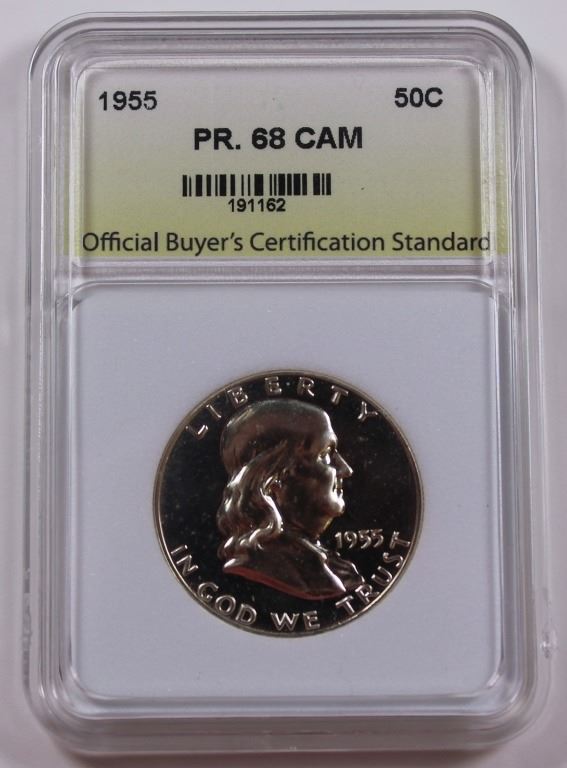 1955 50C
PR. 68 CAM
191162
Official Buyer's Certification Standard
LIBERTY
1955
IN GOD WE TRUST